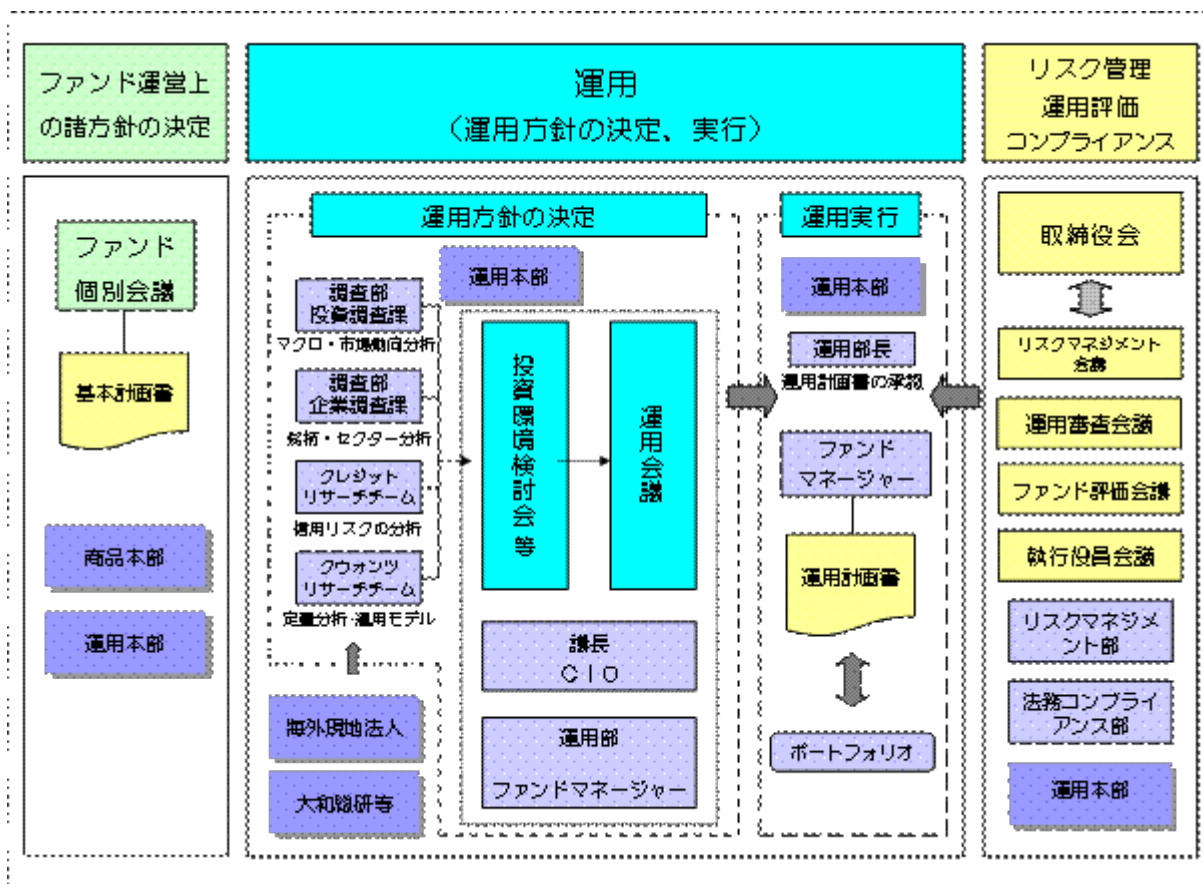 ファンド運営上
の諸方針の決定
運用
(運用方針の決定、実行)
リスク管理
運用評価
コンプライアンス
ファンド
個別会議
基本計画書
商品本部
運用本部
運用方針の決定
運用本部
調査部
投資調査課
マクロ・市場動向分析
調査部
企業調査課
銘柄・セクター分析
クレジット
リサーチチーム
信用リスクの分析
クウォンツ
リサーチチーム
定量分析・運用モデル
海外現地法人
大和総研等
投資環境検討会等
運用会議
議長
CIO
運用部
ファンドマネージャー
運用実行
運用本部
運用部長
運用計画書の承認
ファンド
マネージャー
運用計画書
ポートフォリオ
取締役会
リスクマネジメント
会議
運用審査会議
ファンド評価会議
執行役員会議
リスクマネジメ
ント部
法務コンプライ
アンス部
運用本部